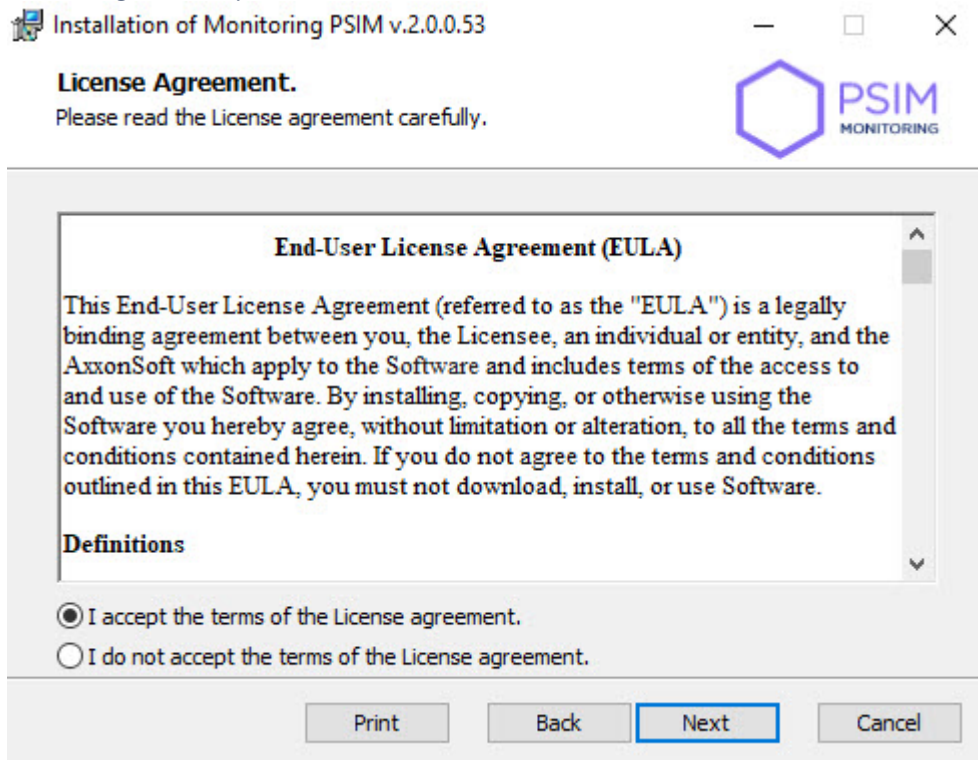 Installation of Monitoring PSIM v.2.0.0.53
License Agreement.
Please read the License agreement carefully.
PSIM
MONITORING
End-User License Agreement (EULA)
This End-User License Agreement (referred to as the "EULA") is a legally
binding agreement between you, the Licensee, an individual or entity, and the
AxxonSoft which apply to the Software and includes terms of the access to
and use of the Software. By installing, copying, or otherwise using the
Software you hereby agree, without limitation or alteration, to all the terms and
conditions contained herein. If you do not agree to the terms and conditions
outlined in this EULA, you must not download, install, or use Software.
Definitions
I accept the terms of the License agreement.
I do not accept the terms of the License agreement.
Print Back Next Cancel